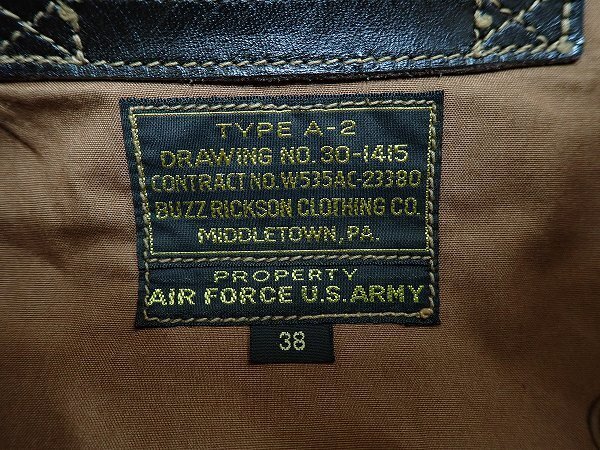 TYPE A-2
DRAWING NO. 30-1415
CONTRACT NO. W535AC-23380
BUZZ RICKSON CLOTHING CO.
MIDDLETOWN, PA.
PROPERTY
AIR FORCE U.S. ARMY
38